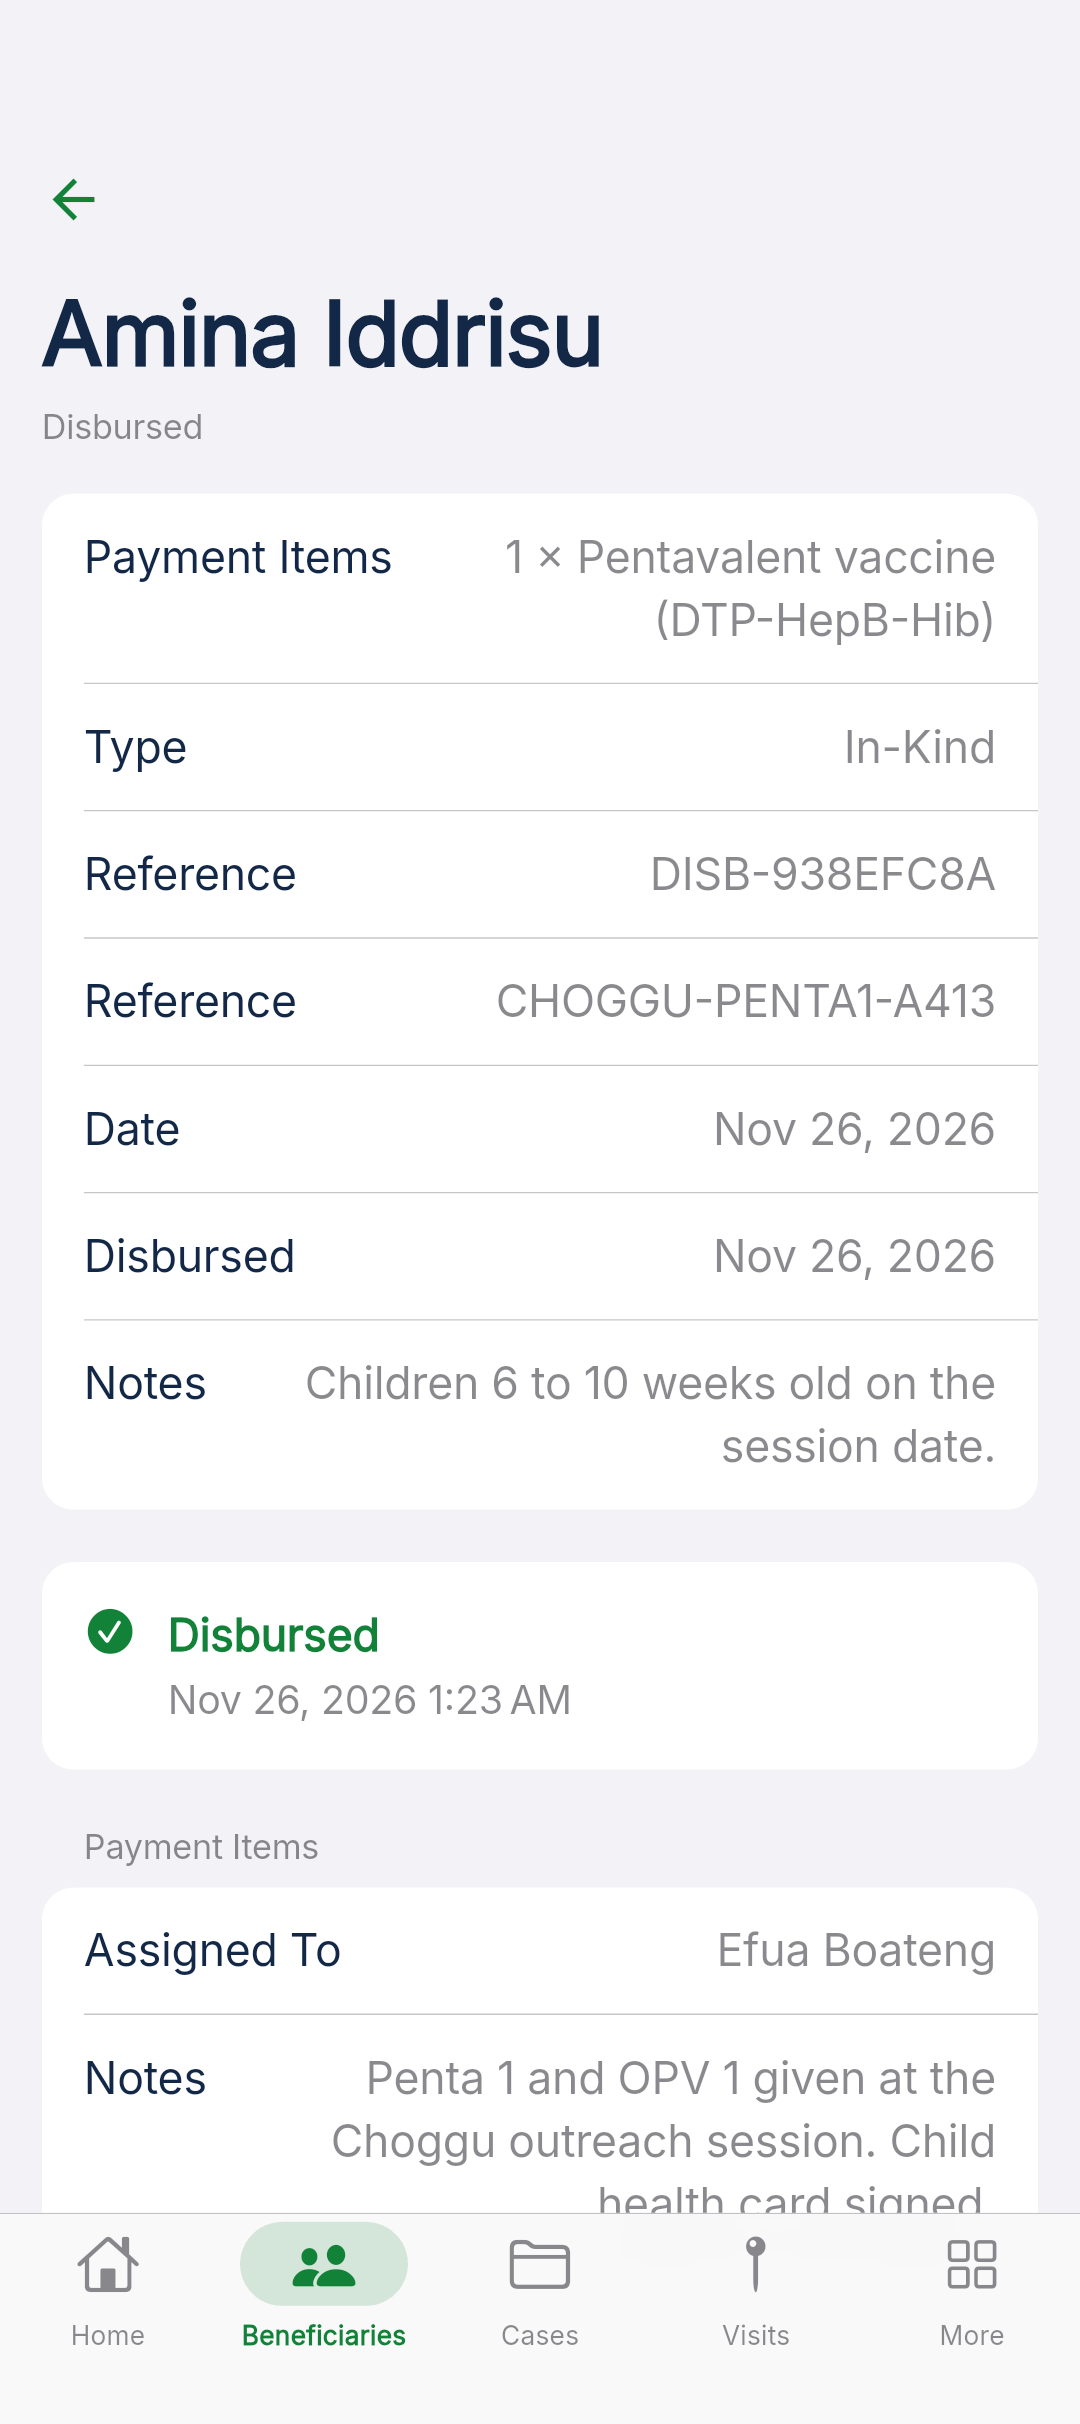 Amina Iddrisu
Disbursed
Payment Items 1 × Pentavalent vaccine
(DTP-HepB-Hib)
Type In-Kind
Reference DISB-938EFC8A
Reference CHOGGU-PENTA1-A413
Date Nov 26, 2026
Disbursed Nov 26, 2026
Notes Children 6 to 10 weeks old on the
session date.
Disbursed
Nov 26, 2026 1:23 AM
Payment Items
Assigned To Efua Boateng
Notes Penta 1 and OPV 1 given at the
Choggu outreach session. Child
health card signed.
Home Beneficiaries Cases Visits More